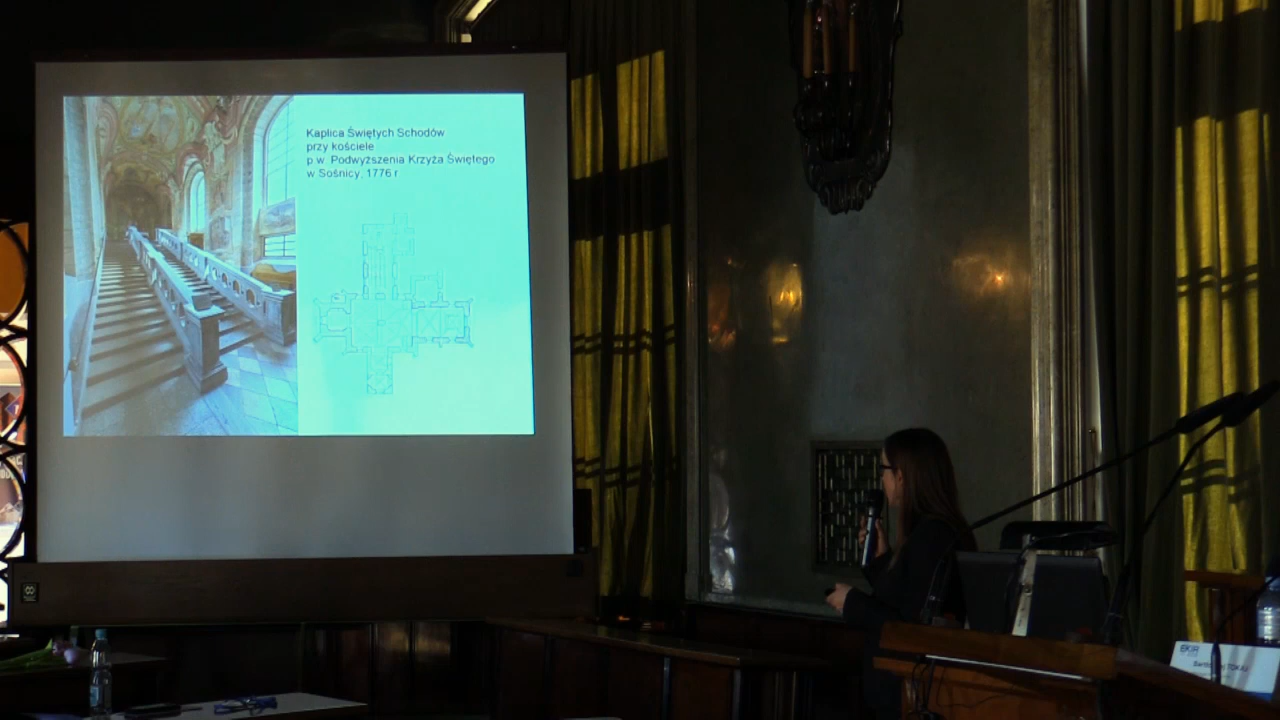 Kaplica Świętych Schodów
przy kościele
p.w. Podwyższenia Krzyża Świętego
w Sośnicy, 1776 r